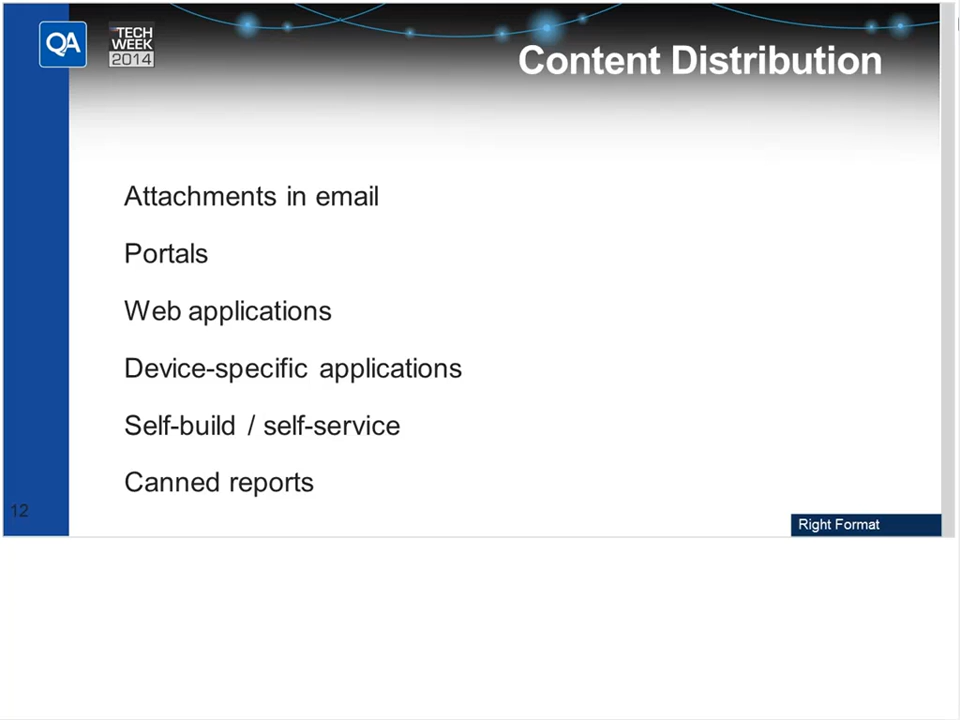 QA
TECH
WEEK
2014
Content Distribution
Attachments in email
Portals
Web applications
Device-specific applications
Self-build / self-service
Canned reports
12
Right Format